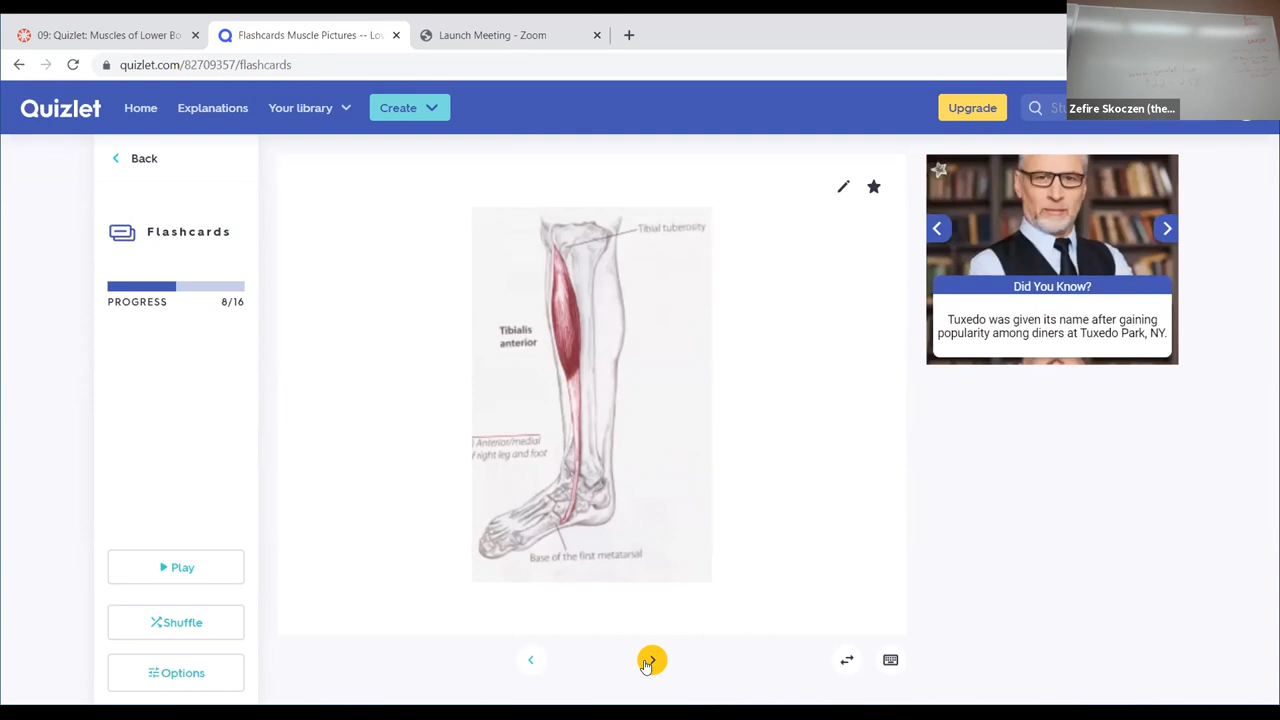 09: Quizlet: Muscles of Lower Bo
Flashcards Muscle Pictures -- Los
Launch Meeting - Zoom
quizlet.com/82709357/flashcards
Zefire Skoczen (the...
Quizlet
Home
Explanations
Your library
Create
Upgrade
Back
Flashcards
PROGRESS 8/16
Play
Shuffle
Options
Tibial tuberosity
Tibialis
anterior
) Anterior/medial
f right leg and foot
Base of the first metatarsal
Did You Know?
Tuxedo was given its name after gaining
popularity among diners at Tuxedo Park, NY.